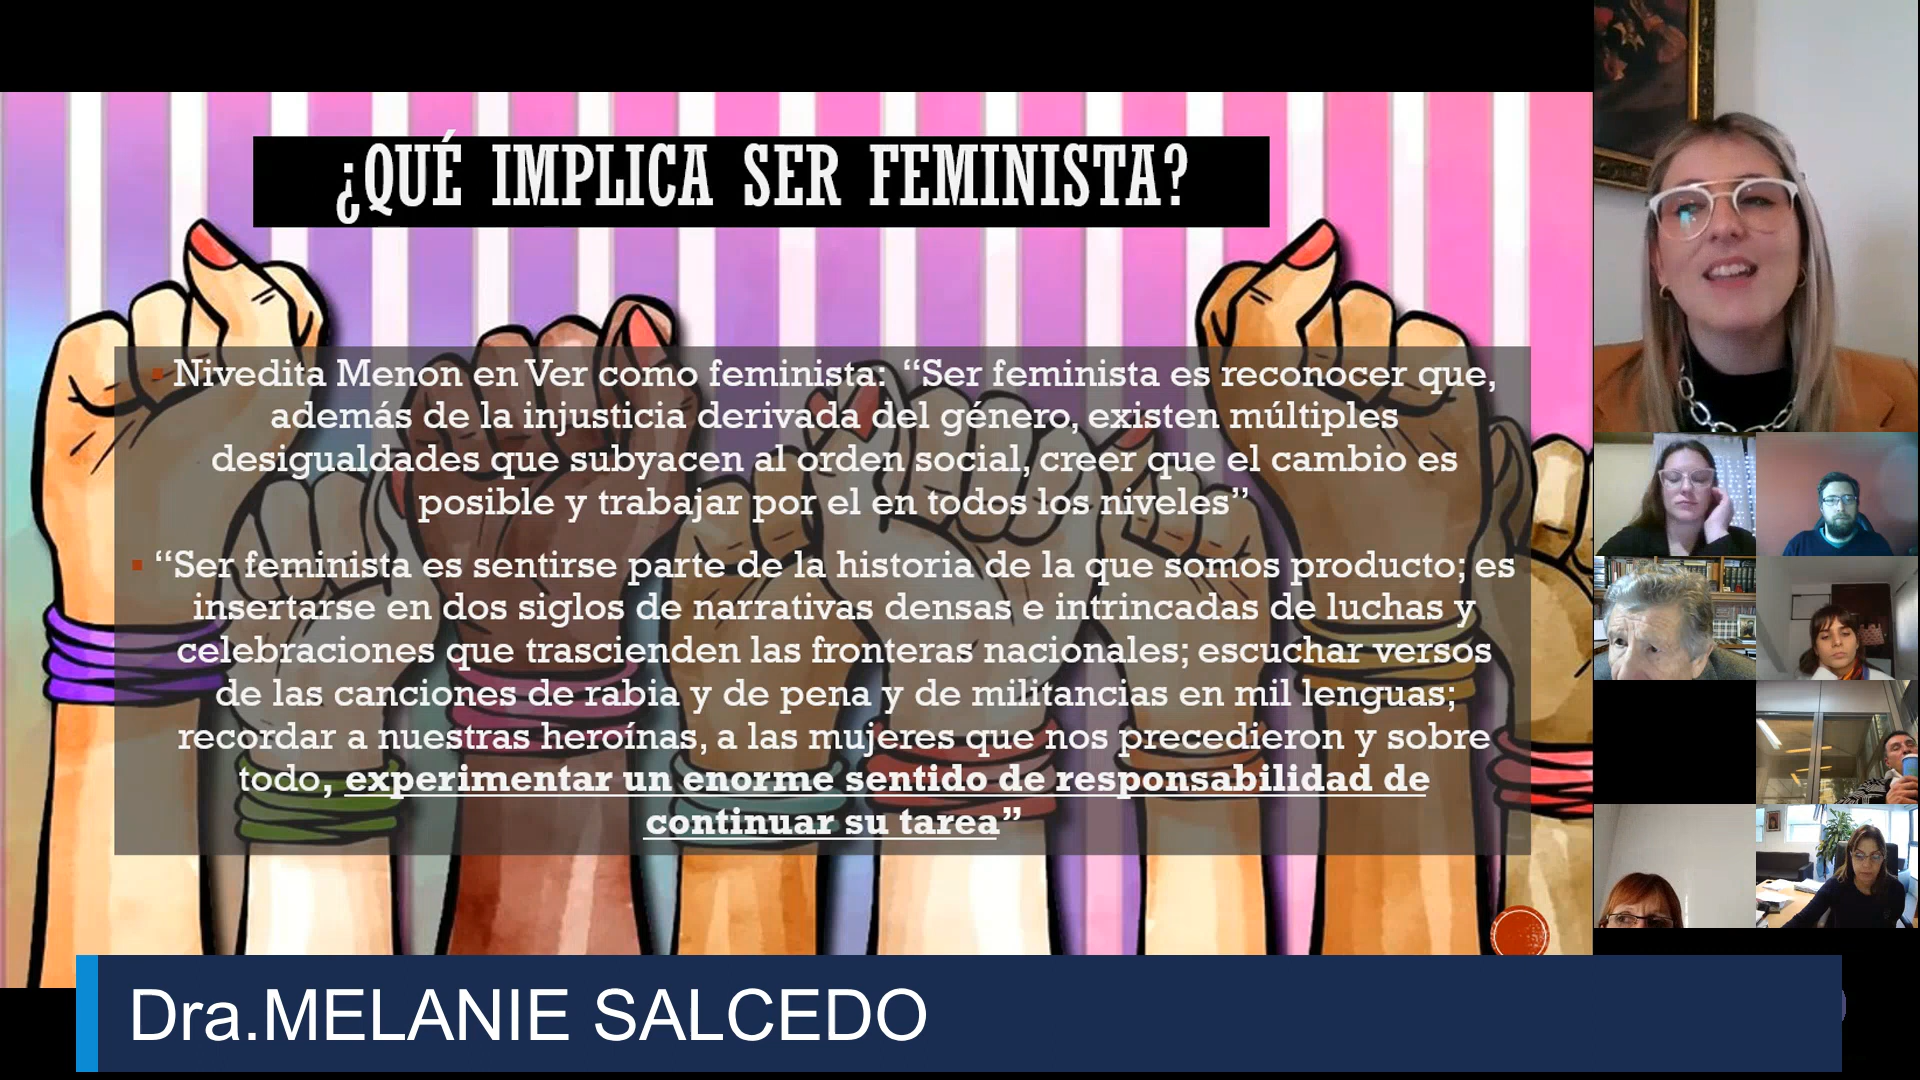 ¿QUÉ IMPLICA SER FEMINISTA?
Nivedita Menon en Ver como feminista: “Ser feminista es reconocer que,
además de la injusticia derivada del género, existen múltiples
desigualdades que subyacen al orden social, creer que el cambio es
posible y trabajar por el en todos los niveles”
“Ser feminista es sentirse parte de la historia de la que somos producto; es
insertarse en dos siglos de narrativas densas e intrincadas de luchas y
celebraciones que trascienden las fronteras nacionales; escuchar versos
de las canciones de rabia y de pena y de militancias en mil lenguas;
recordar a nuestras heroínas, a las mujeres que nos precedieron y sobre
todo, experimentar un enorme sentido de responsabilidad de
continuar su tarea”
Dra.MELANIE SALCEDO